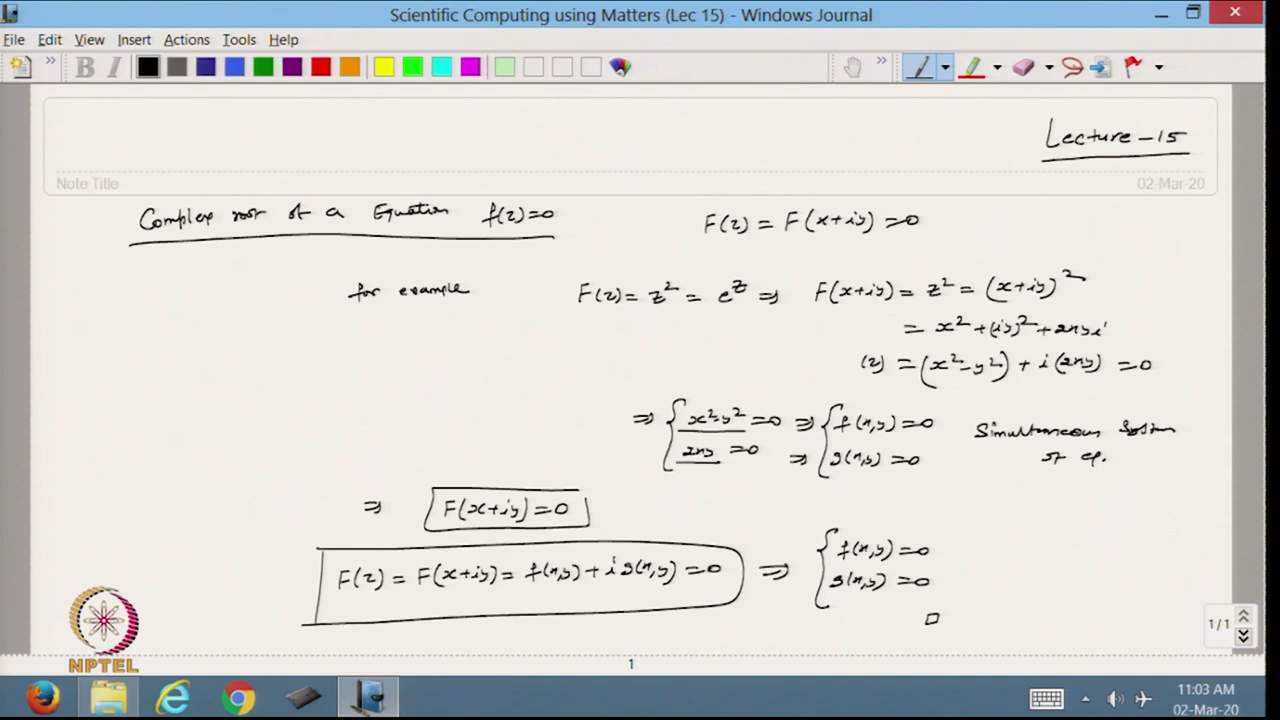 Scientific Computing using Matters (Lec 15) - Windows Journal
File Edit View Insert Actions Tools Help
Lecture-15
Note Title
02-Mar-20
Complex root of a Equation f(z)=0
F(z) = F(x+iy) = 0
for example F(z) = z² = e^z ⇒ F(x+iy) = z² = (x+iy)²
= x² + (iy)² + 2xyi
(z) = (x²-y²) + i(2xy) = 0
⇒ { x²-y² = 0 ⇒ { f(x,y) = 0 Simultaneous System
2xy = 0 ⇒ g(x,y) = 0 of eq.
⇒ F(x+iy) = 0
F(z) = F(x+iy) = f(x,y) + i g(x,y) = 0 ⇒ { f(x,y) = 0
g(x,y) = 0
1/1
NPTEL
1
11:03 AM
02-Mar-20